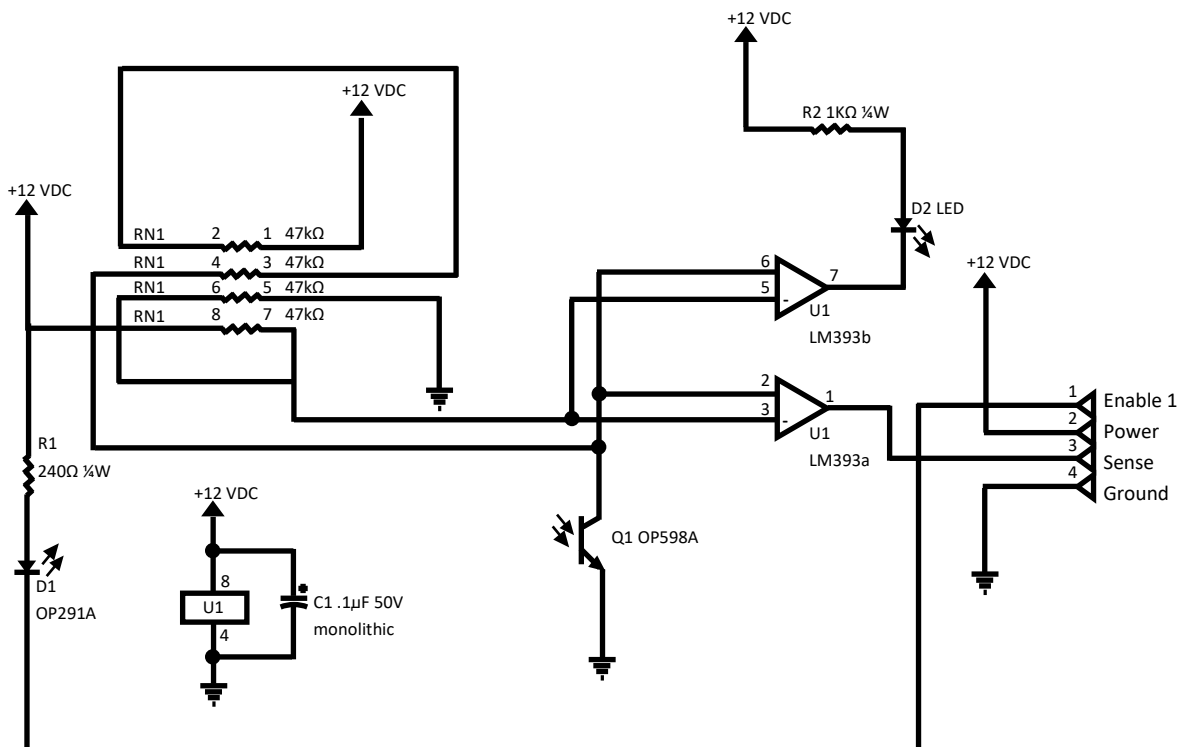 +12 VDC
R2 1KΩ ¼W
+12 VDC
+12 VDC
D2 LED
RN1 2 1 47kΩ
RN1 4 3 47kΩ
RN1 6 5 47kΩ
RN1 8 7 47kΩ
+12 VDC
6
7
5
-
U1
LM393b
2
1
3
-
U1
LM393a
1 Enable 1
2 Power
3 Sense
4 Ground
R1
240Ω ¼W
+12 VDC
Q1 OP598A
D1
OP291A
8
U1
4
C1 .1µF 50V
monolithic